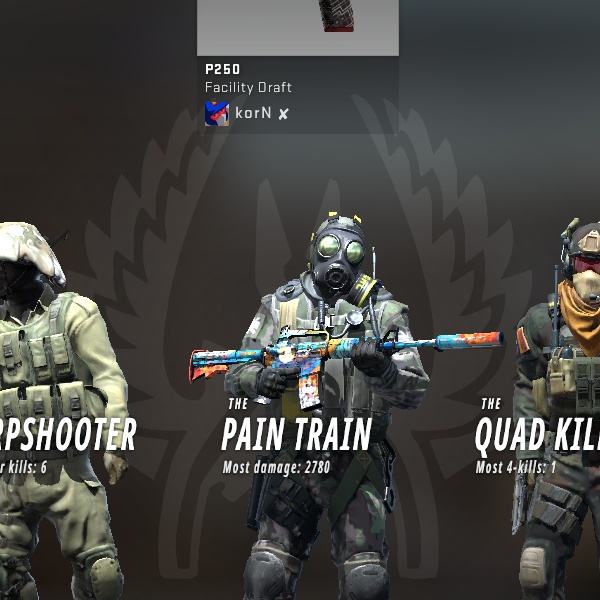 P250
Facility Draft
korN ✘
RPSHOOTER
r kills: 6
THE
PAIN TRAIN
Most damage: 2780
THE
QUAD KIL
Most 4-kills: 1